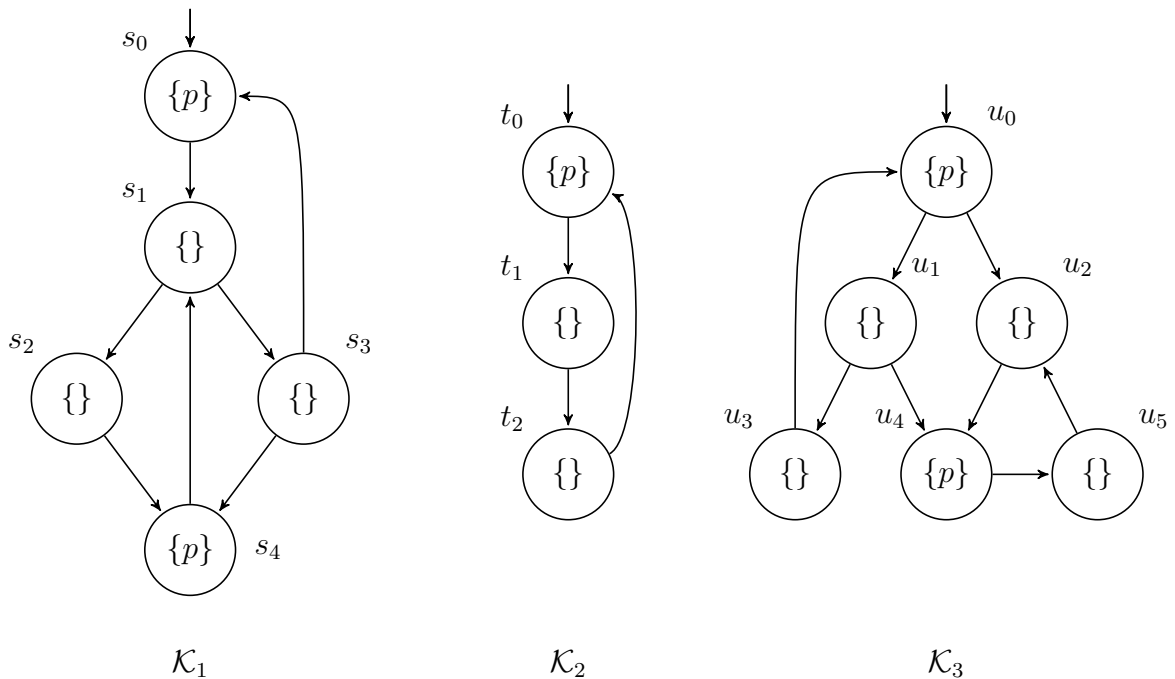 s₀
{p}
s₁
{}
s₂
{}
s₃
{}
{p}
s₄
𝒦₁
t₀
{p}
t₁
{}
t₂
{}
𝒦₂
u₀
{p}
u₁
{}
u₂
{}
u₃
{}
u₄
{p}
u₅
{}
𝒦₃